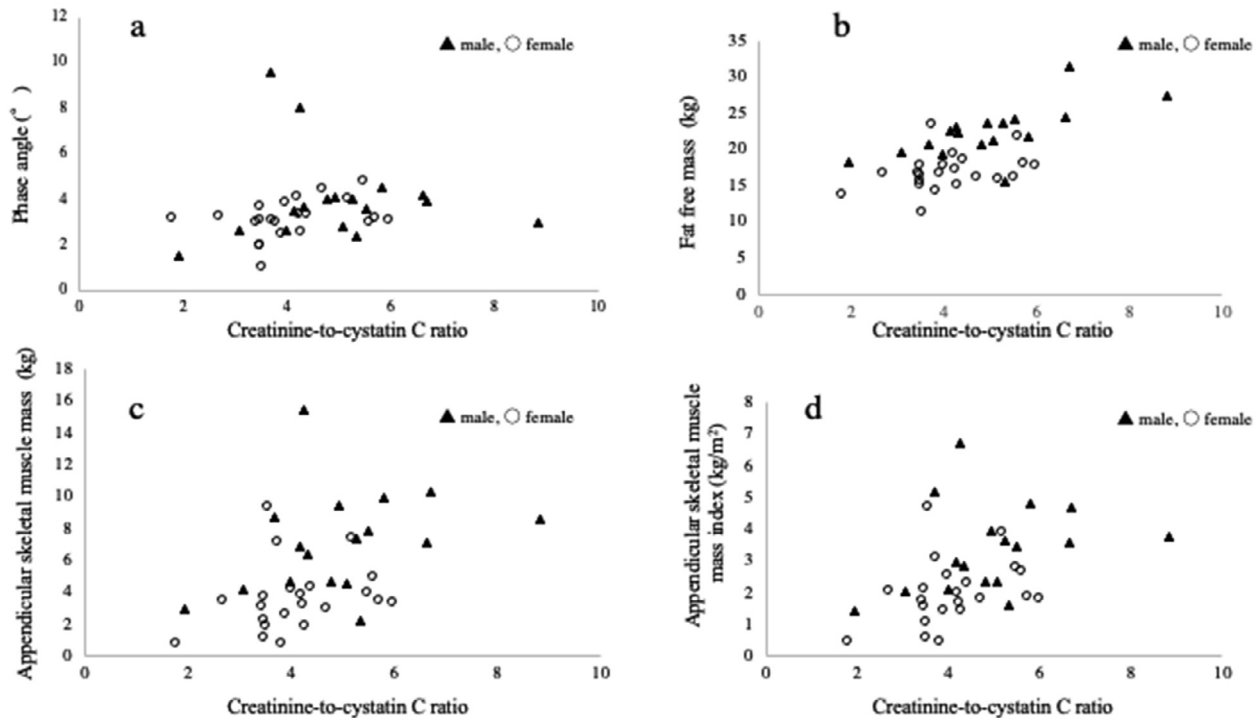 a
▲ male, ○ female
Phase angle (°)
12
10
8
6
4
2
0
0 2 4 6 8 10
Creatinine-to-cystatin C ratio
b
▲ male, ○ female
Fat free mass (kg)
35
30
25
20
15
10
5
0
0 2 4 6 8 10
Creatinine-to-cystatin C ratio
c
▲ male, ○ female
Appendicular skeletal muscle mass (kg)
18
16
14
12
10
8
6
4
2
0
0 2 4 6 8 10
Creatinine-to-cystatin C ratio
d
▲ male, ○ female
Appendicular skeletal muscle
mass index (kg/m²)
8
7
6
5
4
3
2
1
0
0 2 4 6 8 10
Creatinine-to-cystatin C ratio